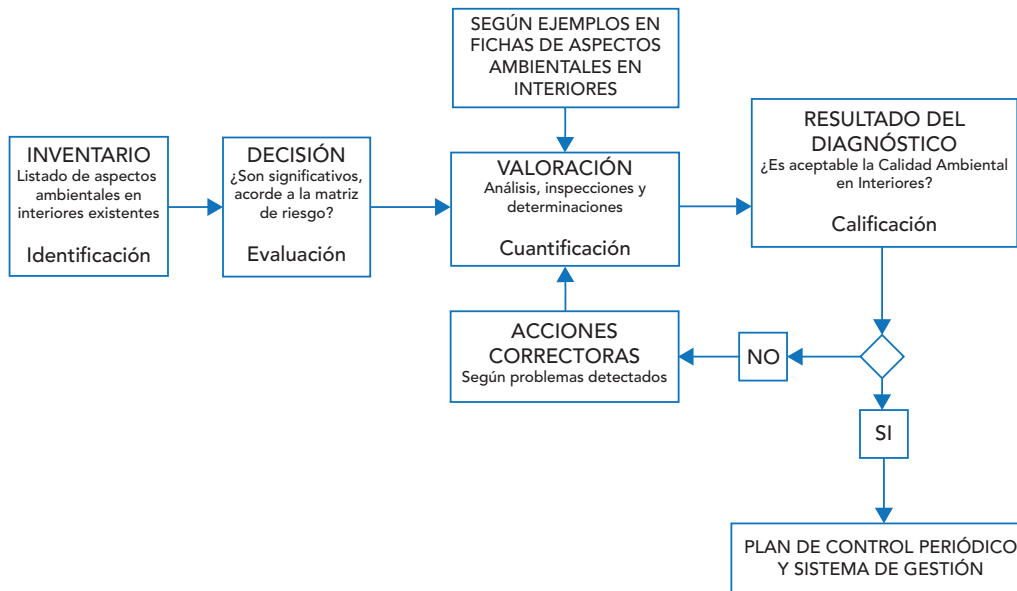 SEGÚN EJEMPLOS EN
FICHAS DE ASPECTOS
AMBIENTALES EN
INTERIORES
INVENTARIO
Listado de aspectos
ambientales en
interiores existentes
Identificación
DECISIÓN
¿Son significativos,
acorde a la matriz
de riesgo?
Evaluación
VALORACIÓN
Análisis, inspecciones y
determinaciones
Cuantificación
RESULTADO DEL
DIAGNÓSTICO
¿Es aceptable la Calidad Ambiental
en Interiores?
Calificación
ACCIONES
CORRECTORAS
Según problemas detectados
NO
SI
PLAN DE CONTROL PERIÓDICO
Y SISTEMA DE GESTIÓN